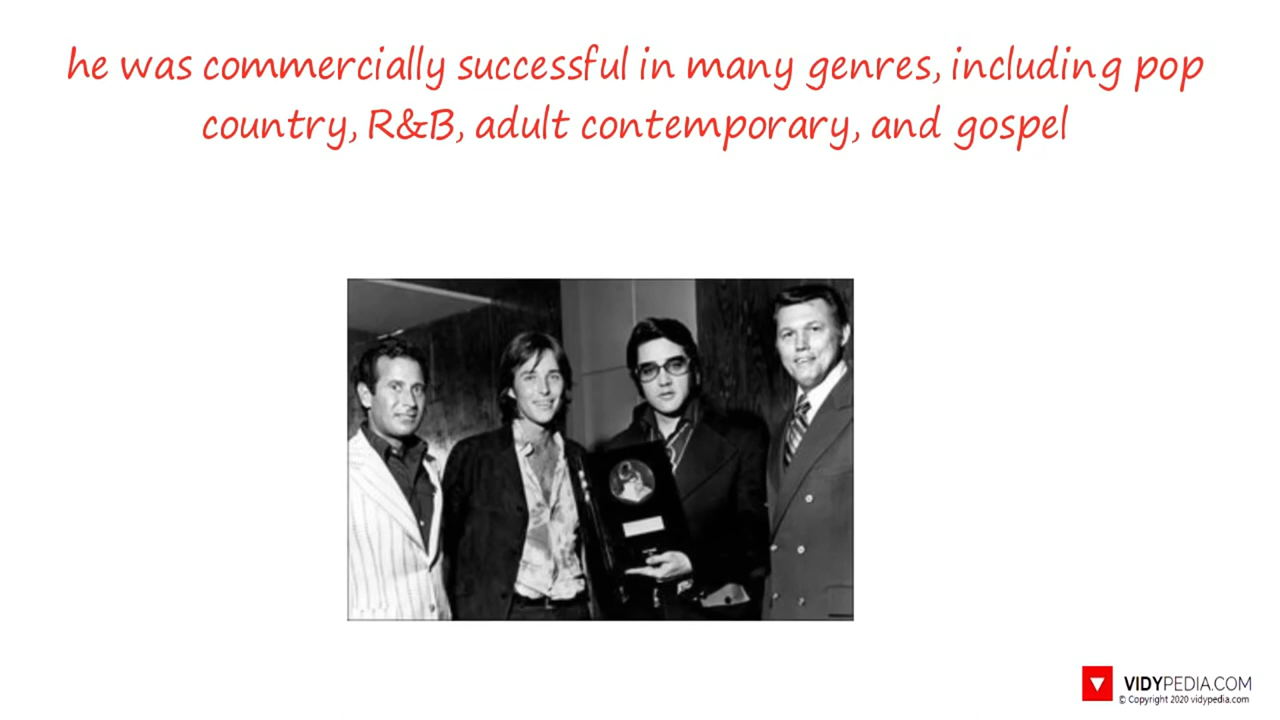 he was commercially successful in many genres, including pop
country, R&B, adult contemporary, and gospel
VIDYPEDIA.COM
© Copyright 2020 vidypedia.com